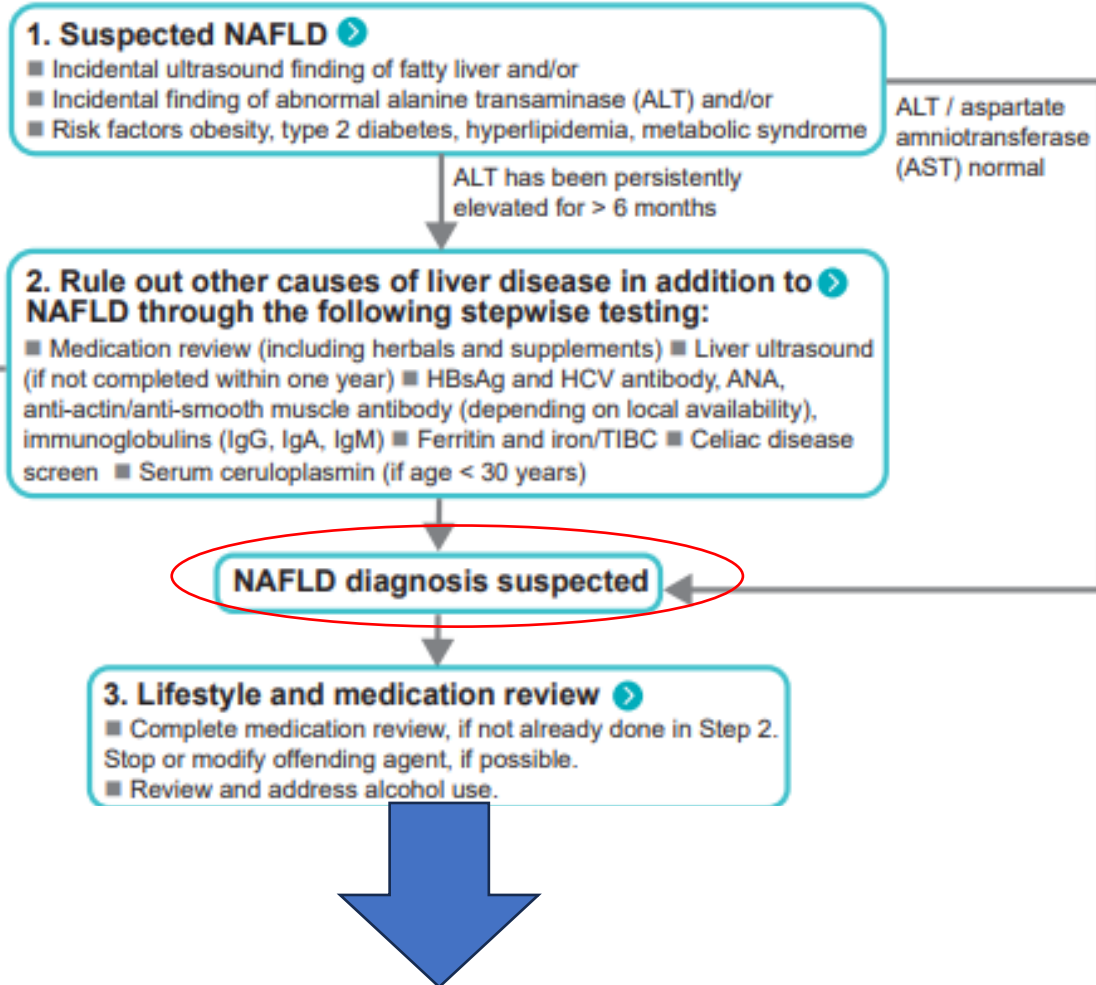 1. Suspected NAFLD
■ Incidental ultrasound finding of fatty liver and/or
■ Incidental finding of abnormal alanine transaminase (ALT) and/or
■ Risk factors obesity, type 2 diabetes, hyperlipidemia, metabolic syndrome
ALT / aspartate
amniotransferase
(AST) normal
ALT has been persistently
elevated for > 6 months
2. Rule out other causes of liver disease in addition to
NAFLD through the following stepwise testing:
■ Medication review (including herbals and supplements) ■ Liver ultrasound
(if not completed within one year) ■ HBsAg and HCV antibody, ANA,
anti-actin/anti-smooth muscle antibody (depending on local availability),
immunoglobulins (IgG, IgA, IgM) ■ Ferritin and iron/TIBC ■ Celiac disease
screen ■ Serum ceruloplasmin (if age < 30 years)
NAFLD diagnosis suspected
3. Lifestyle and medication review
■ Complete medication review, if not already done in Step 2.
Stop or modify offending agent, if possible.
■ Review and address alcohol use.